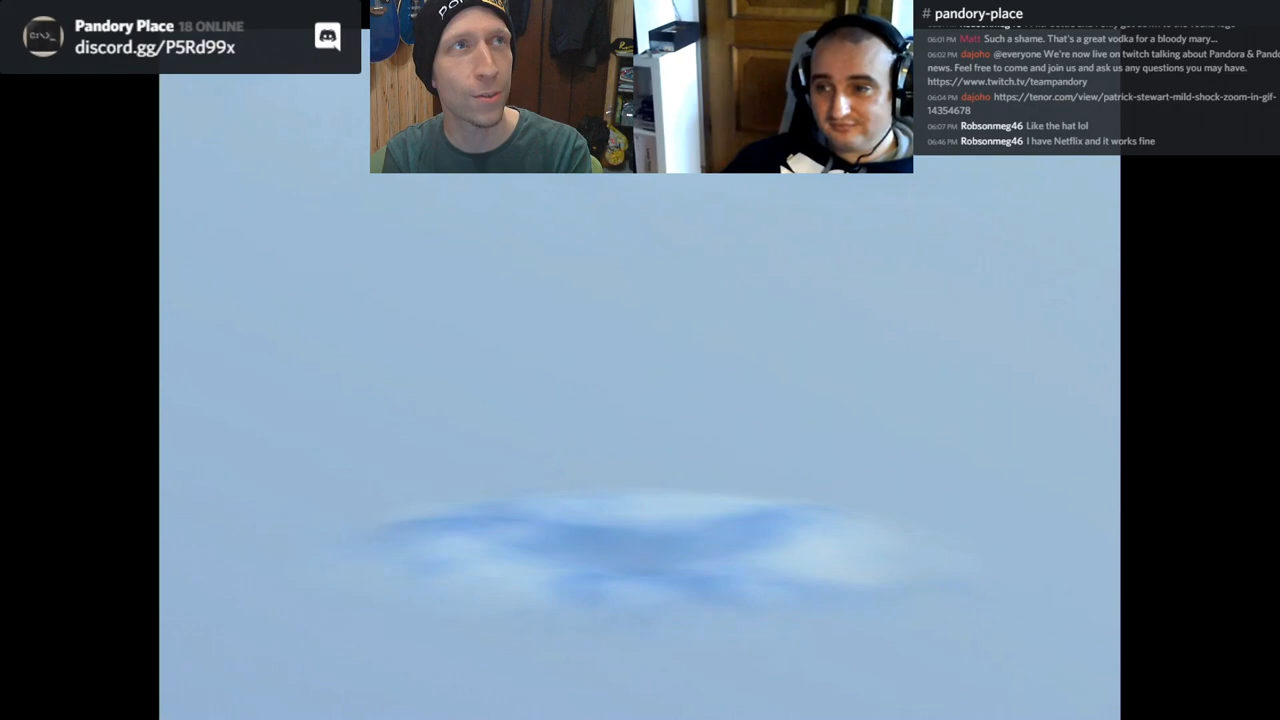 Pandory Place 18 ONLINE
discord.gg/P5Rd99x
# pandory-place
06:01 PM Matt Such a shame. That's a great vodka for a bloody mary...
06:02 PM dajoho @everyone We're now live on twitch talking about Pandora & Pando
news. Feel free to come and join us and ask us any questions you may have.
https://www.twitch.tv/teampandory
06:04 PM dajoho https://tenor.com/view/patrick-stewart-mild-shock-zoom-in-gif-
14354678
06:07 PM Robsonmeg46 Like the hat lol
06:46 PM Robsonmeg46 I have Netflix and it works fine